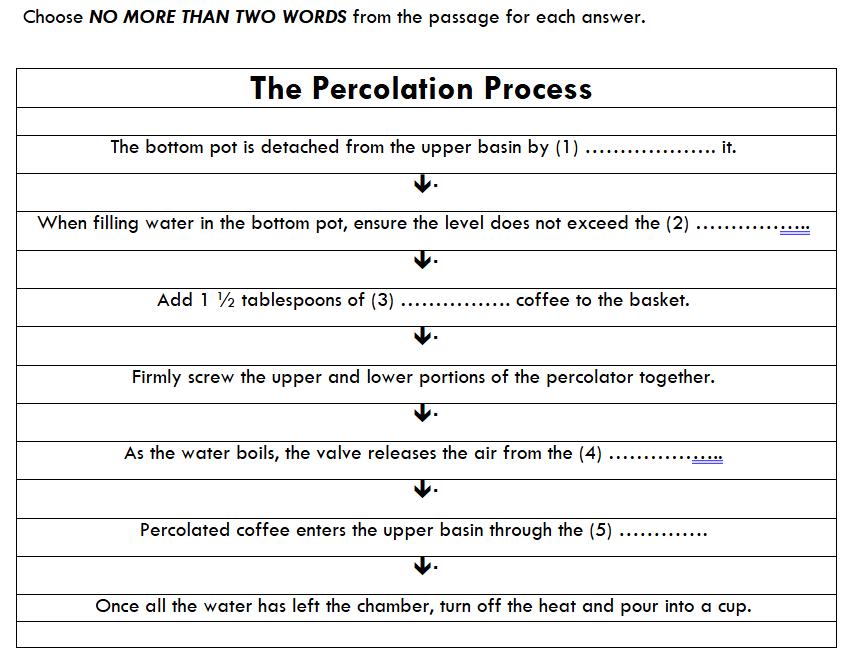 Choose NO MORE THAN TWO WORDS from the passage for each answer.
The Percolation Process
The bottom pot is detached from the upper basin by (1) ………………. it.
↓.
When filling water in the bottom pot, ensure the level does not exceed the (2) ……………..
↓.
Add 1 ½ tablespoons of (3) ……………. coffee to the basket.
↓.
Firmly screw the upper and lower portions of the percolator together.
↓.
As the water boils, the valve releases the air from the (4) ……………..
↓.
Percolated coffee enters the upper basin through the (5) ………….
↓.
Once all the water has left the chamber, turn off the heat and pour into a cup.